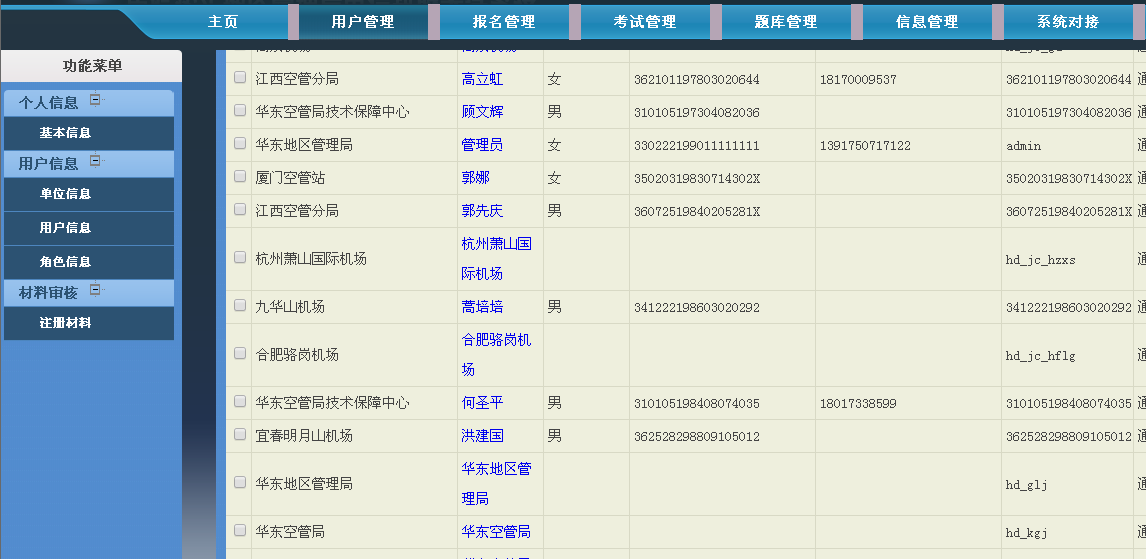 主页 用户管理 报名管理 考试管理 题库管理 信息管理 系统对接
功能菜单
个人信息
基本信息
用户信息
单位信息
用户信息
角色信息
材料审核
注册材料
江西空管分局 高立虹 女 362101197803020644 18170009537 362101197803020644 通
华东空管局技术保障中心 顾文辉 男 310105197304082036 310105197304082036 通
华东地区管理局 管理员 女 330222199011111111 1391750717122 admin 通
厦门空管站 郭娜 女 35020319830714302X 35020319830714302X 通
江西空管分局 郭先庆 男 36072519840205281X 36072519840205281X 通
杭州萧山国际机场 杭州萧山国
际机场 hd_jc_hzxs 通
九华山机场 蒿培培 男 341222198603020292 341222198603020292 通
合肥骆岗机场 合肥骆岗机
场 hd_jc_hflg 通
华东空管局技术保障中心 何圣平 男 310105198408074035 18017338599 310105198408074035 通
宜春明月山机场 洪建国 男 362528298809105012 362528298809105012 通
华东地区管理局 华东地区管
理局 hd_glj 通
华东空管局 华东空管局 hd_kgj 通